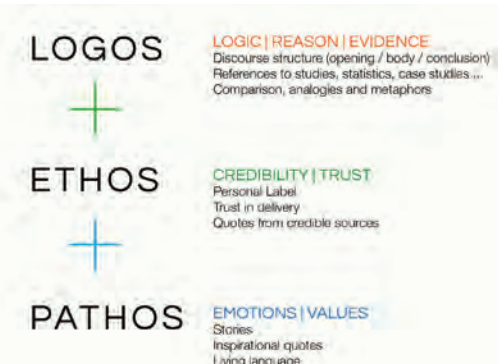 LOGOS
LOGIC | REASON | EVIDENCE
Discourse structure (opening / body / conclusion)
References to studies, statistics, case studies ...
Comparison, analogies and metaphors
ETHOS
CREDIBILITY | TRUST
Personal Label
Trust in delivery
Quotes from credible sources
PATHOS
EMOTIONS | VALUES
Stories
Inspirational quotes
Living language